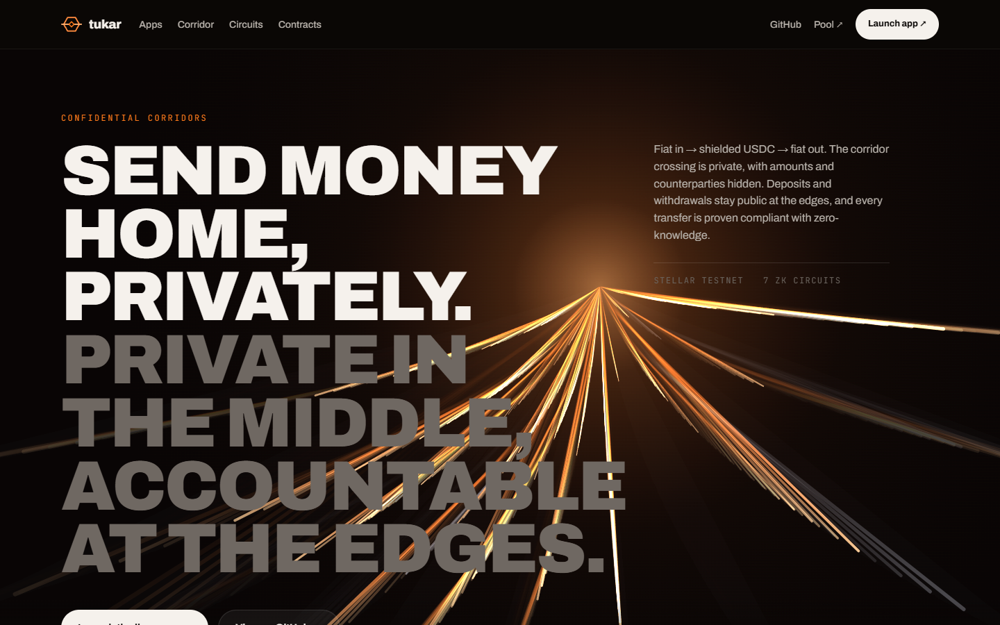 tukar
Apps
Corridor
Circuits
Contracts
GitHub
Pool ↗
Launch app ↗
CONFIDENTIAL CORRIDORS
SEND MONEY
HOME,
PRIVATELY.
PRIVATE IN
THE MIDDLE,
ACCOUNTABLE
AT THE EDGES.
Fiat in → shielded USDC → fiat out. The corridor
crossing is private, with amounts and
counterparties hidden. Deposits and
withdrawals stay public at the edges, and every
transfer is proven compliant with zero-
knowledge.
STELLAR TESTNET
7 ZK CIRCUITS